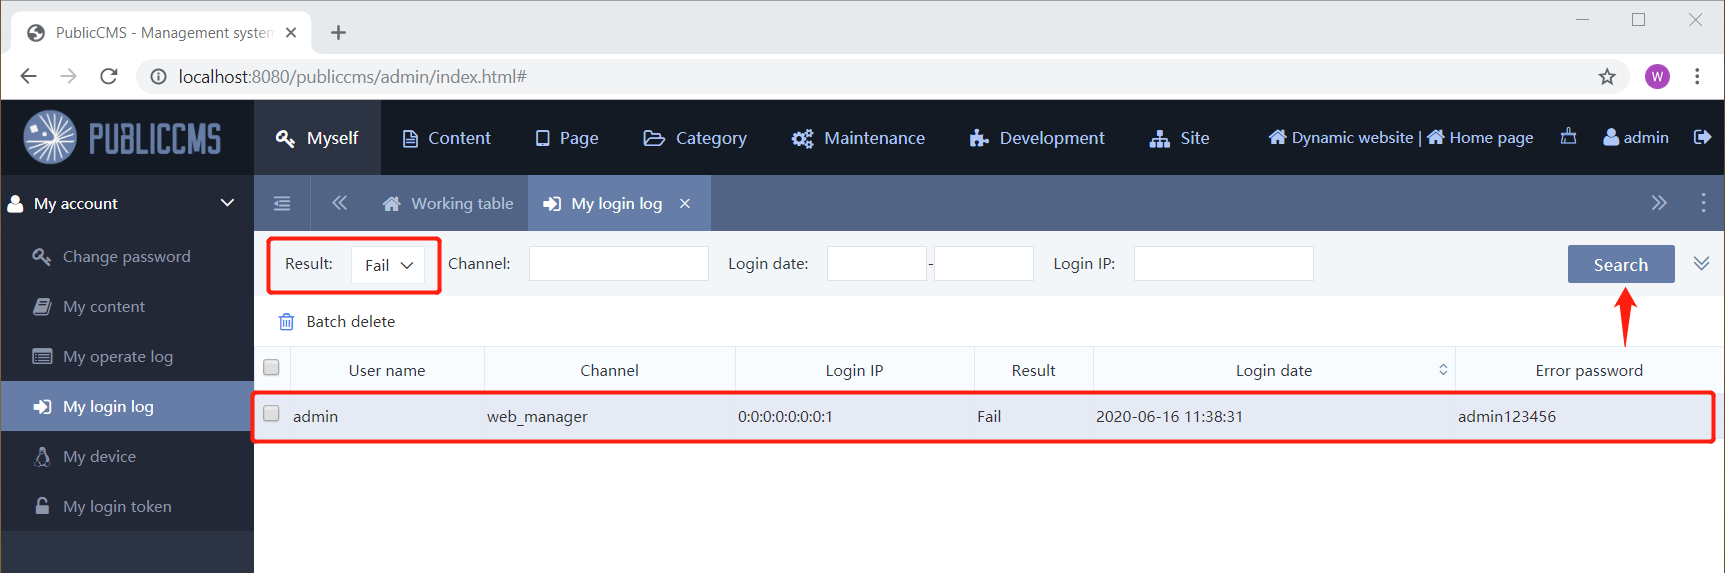 PublicCMS - Management system
localhost:8080/publiccms/admin/index.html#
W
PUBLICCMS
Myself
Content
Page
Category
Maintenance
Development
Site
Dynamic website | Home page
admin
My account
Working table
My login log
Change password
My content
My operate log
My login log
My device
My login token
Result: Fail
Channel:
Login date: -
Login IP:
Search
Batch delete
User name Channel Login IP Result Login date Error password
admin web_manager 0:0:0:0:0:0:0:1 Fail 2020-06-16 11:38:31 admin123456